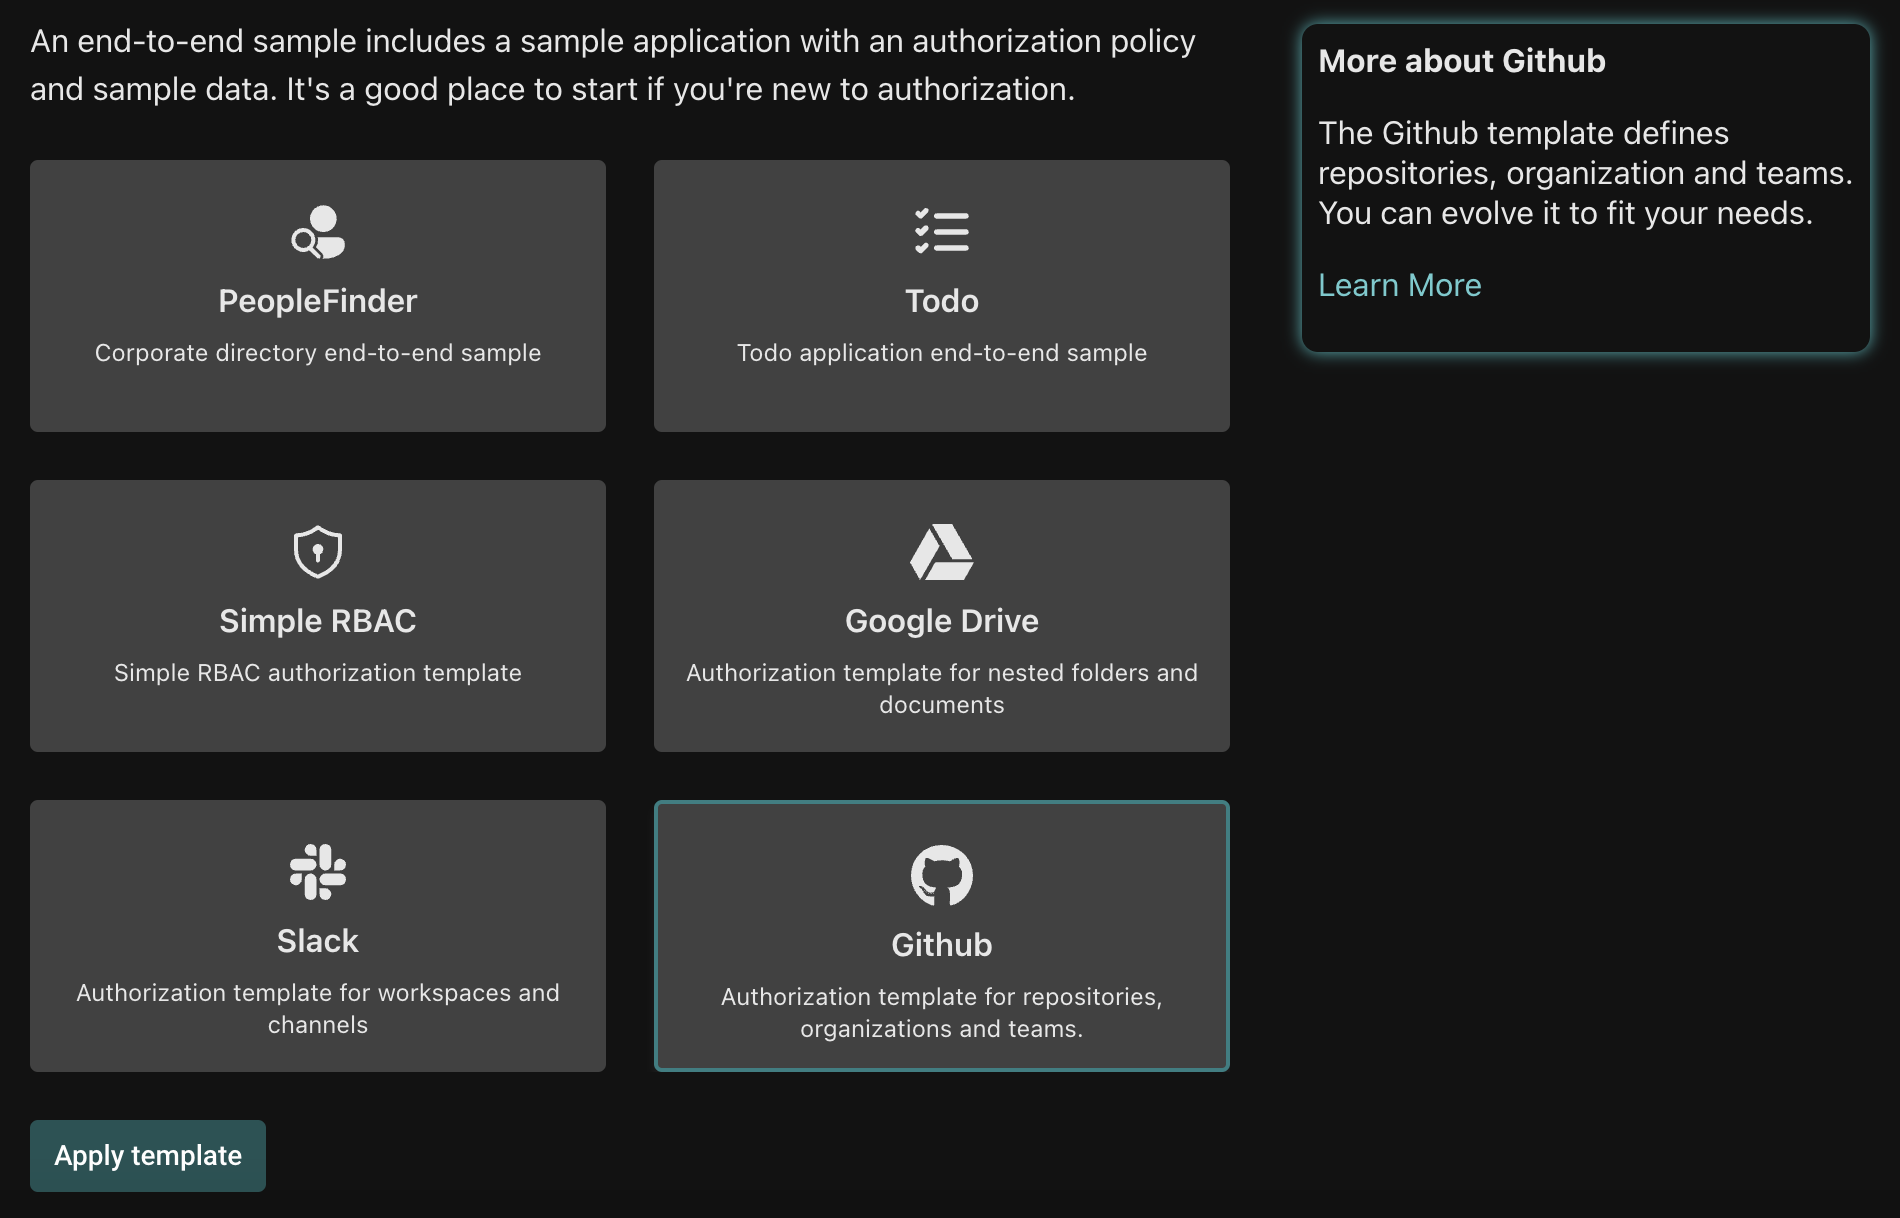 An end-to-end sample includes a sample application with an authorization policy
and sample data. It's a good place to start if you're new to authorization.
PeopleFinder
Corporate directory end-to-end sample
Todo
Todo application end-to-end sample
Simple RBAC
Simple RBAC authorization template
Google Drive
Authorization template for nested folders and
documents
Slack
Authorization template for workspaces and
channels
Github
Authorization template for repositories,
organizations and teams.
Apply template
More about Github
The Github template defines
repositories, organization and teams.
You can evolve it to fit your needs.
Learn More